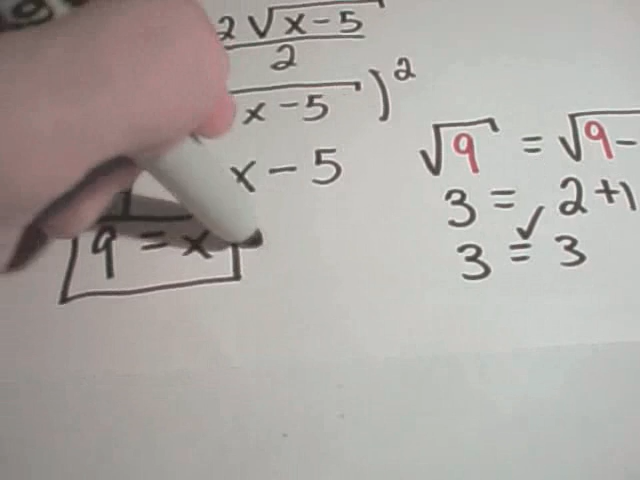 2√x-5
2
x-5)²
x-5
9=x
√9=√9-
3=2+1
3=3